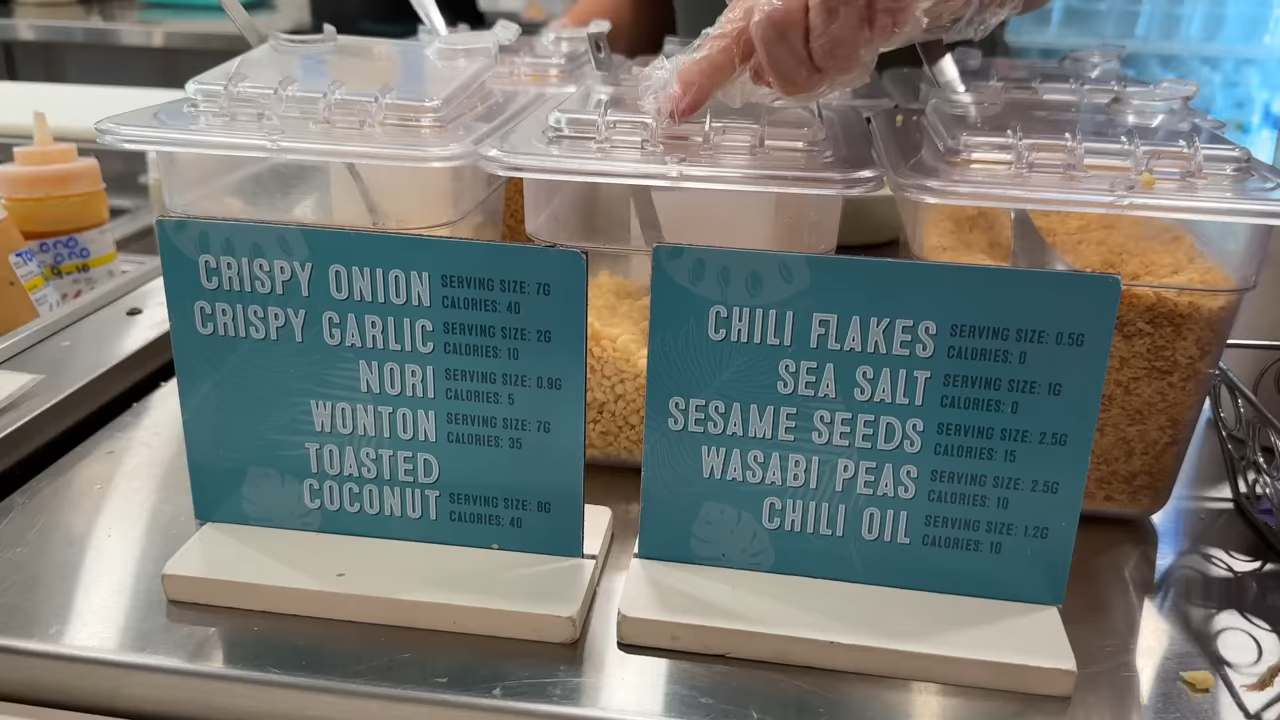 CRISPY ONION SERVING SIZE: 7G
CALORIES: 40
CRISPY GARLIC SERVING SIZE: 2G
CALORIES: 10
NORI SERVING SIZE: 0.9G
CALORIES: 5
WONTON SERVING SIZE: 7G
CALORIES: 35
TOASTED
COCONUT SERVING SIZE: 6G
CALORIES: 40
CHILI FLAKES SERVING SIZE: 0.5G
CALORIES: 0
SEA SALT SERVING SIZE: 1G
CALORIES: 0
SESAME SEEDS SERVING SIZE: 2.5G
CALORIES: 15
WASABI PEAS SERVING SIZE: 2.5G
CALORIES: 10
CHILI OIL SERVING SIZE: 1.2G
CALORIES: 10